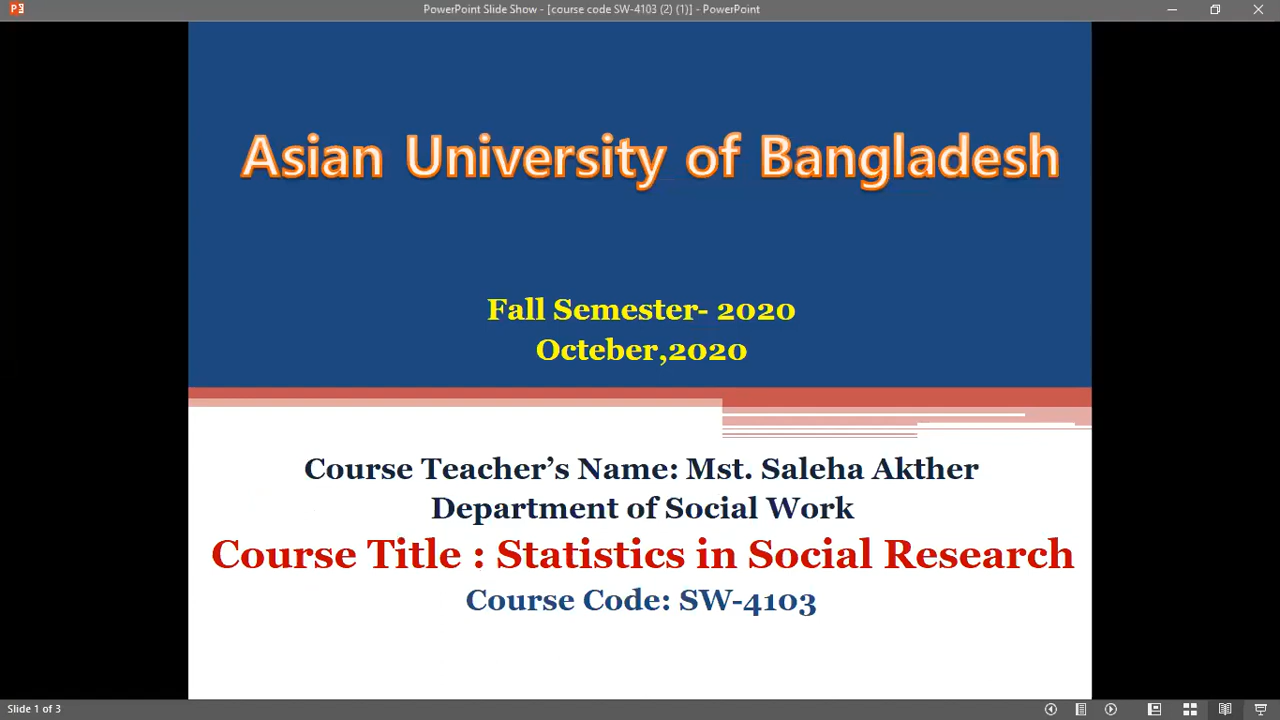 PowerPoint Slide Show - [course code SW-4103 (2) (1)] - PowerPoint
Asian University of Bangladesh
Fall Semester- 2020
Octeber,2020
Course Teacher’s Name: Mst. Saleha Akther
Department of Social Work
Course Title : Statistics in Social Research
Course Code: SW-4103
Slide 1 of 3